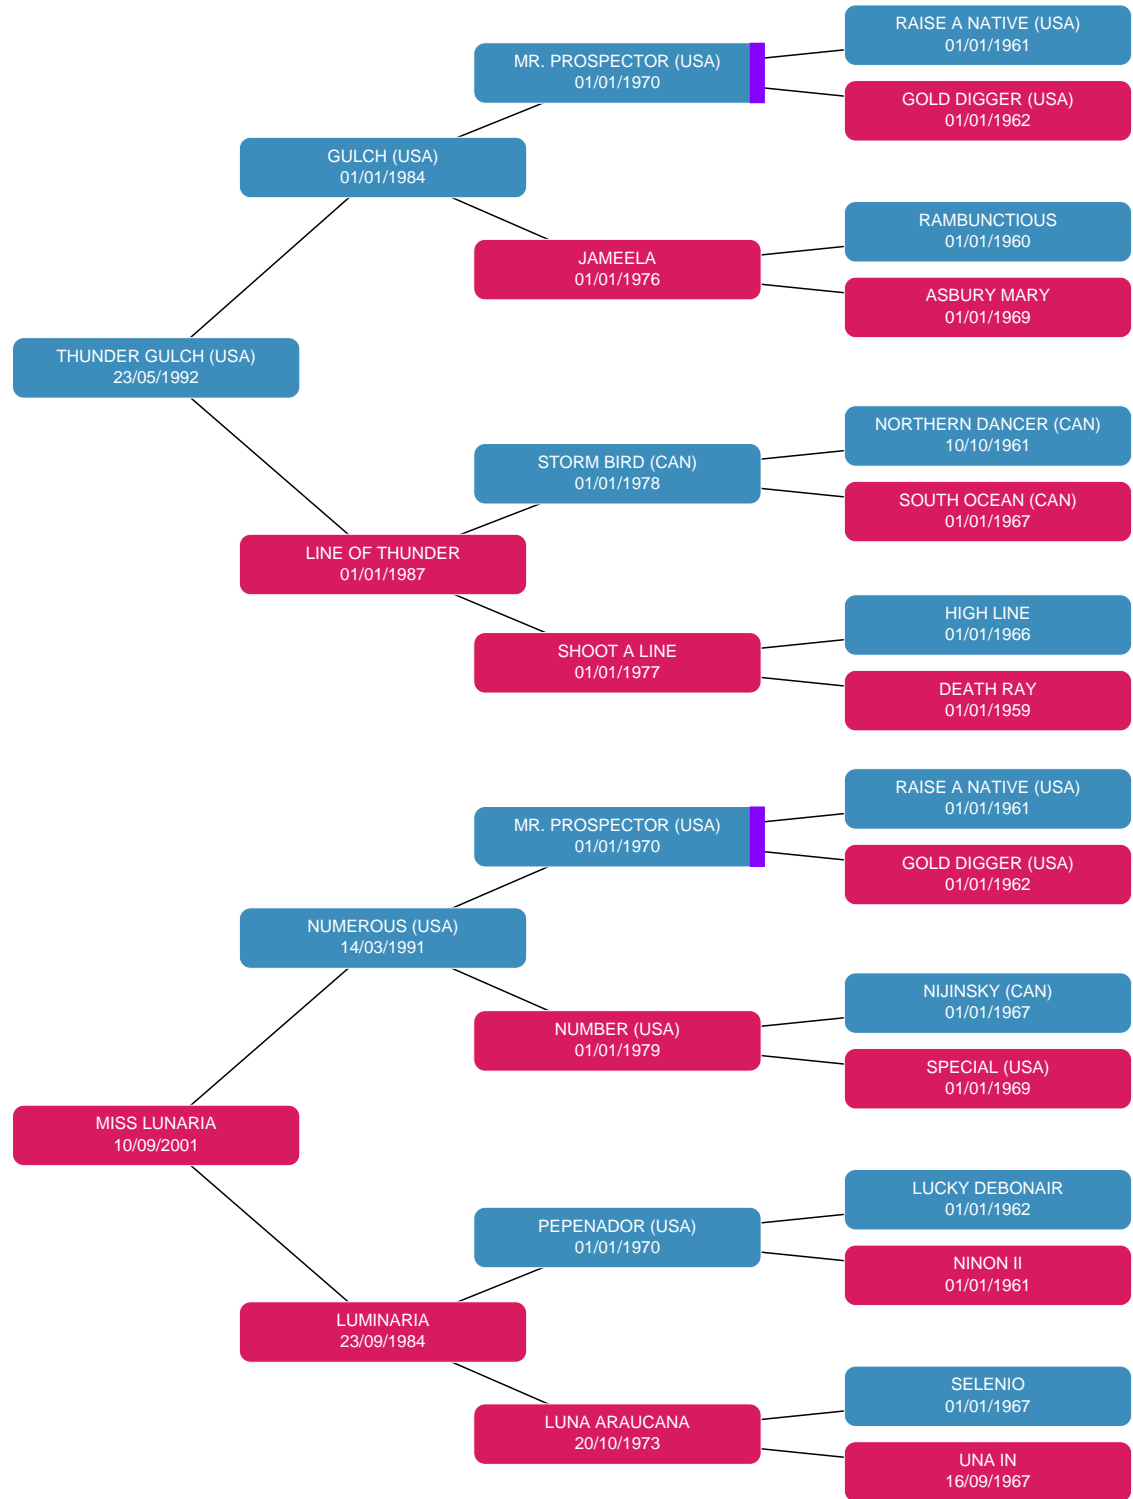 RAISE A NATIVE (USA)
01/01/1961
MR. PROSPECTOR (USA)
01/01/1970
GOLD DIGGER (USA)
01/01/1962
GULCH (USA)
01/01/1984
RAMBUNCTIOUS
01/01/1960
JAMEELA
01/01/1976
ASBURY MARY
01/01/1969
THUNDER GULCH (USA)
23/05/1992
NORTHERN DANCER (CAN)
10/10/1961
STORM BIRD (CAN)
01/01/1978
SOUTH OCEAN (CAN)
01/01/1967
LINE OF THUNDER
01/01/1987
HIGH LINE
01/01/1966
SHOOT A LINE
01/01/1977
DEATH RAY
01/01/1959
RAISE A NATIVE (USA)
01/01/1961
MR. PROSPECTOR (USA)
01/01/1970
GOLD DIGGER (USA)
01/01/1962
NUMEROUS (USA)
14/03/1991
NIJINSKY (CAN)
01/01/1967
NUMBER (USA)
01/01/1979
SPECIAL (USA)
01/01/1969
MISS LUNARIA
10/09/2001
LUCKY DEBONAIR
01/01/1962
PEPENADOR (USA)
01/01/1970
NINON II
01/01/1961
LUMINARIA
23/09/1984
SELENIO
01/01/1967
LUNA ARAUCANA
20/10/1973
UNA IN
16/09/1967